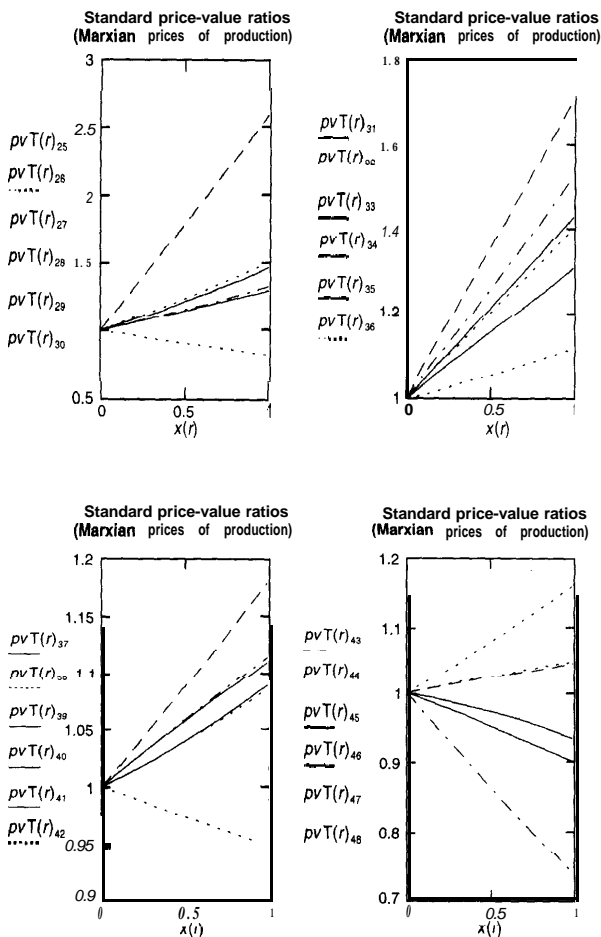 Standard price-value ratios
(Marxian prices of production)
3
2.5
2
1.5
1
0.5
0
0.5
1
x(r)
pvT(r)25
pvT(r)26
pvT(r)27
pvT(r)28
pvT(r)29
pvT(r)30
Standard price-value ratios
(Marxian prices of production)
1.8
1.6
1.4
1.2
1
0
0.5
1
x(r)
pvT(r)31
pvT(r)
pvT(r)33
pvT(r)34
pvT(r)35
pvT(r)36
Standard price-value ratios
(Marxian prices of production)
1.2
1.15
1.1
1.05
1
0.95
0.9
0
0.5
1
pvT(r)37
pvT(r)
pvT(r)39
pvT(r)40
pvT(r)41
pvT(r)42
Standard price-value ratios
(Marxian prices of production)
1.2
1.1
1
0.9
0.8
0.7
0
0.5
1
pvT(r)43
pvT(r)44
pvT(r)45
pvT(r)46
pvT(r)47
pvT(r)48